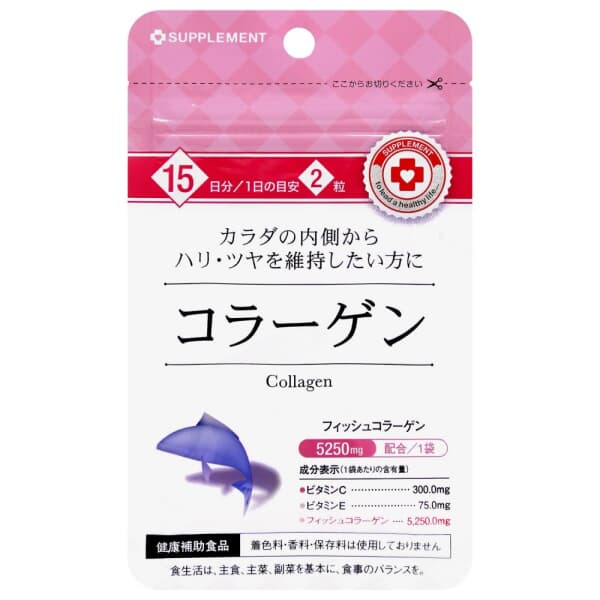 SUPPLEMENT
ここからお切りください
SUPPLEMENT
to lead a healthy life...
15日分/1日の目安2粒
カラダの内側から
ハリ・ツヤを維持したい方に
コラーゲン
Collagen
フィッシュコラーゲン
5250mg 配合/1袋
成分表示(1袋あたりの含有量)
●ビタミンC ················ 300.0mg
●ビタミンE ················ 75.0mg
●フィッシュコラーゲン ···· 5,250.0mg
健康補助食品 着色料・香料・保存料は使用しておりません
食生活は、主食、主菜、副菜を基本に、食事のバランスを。